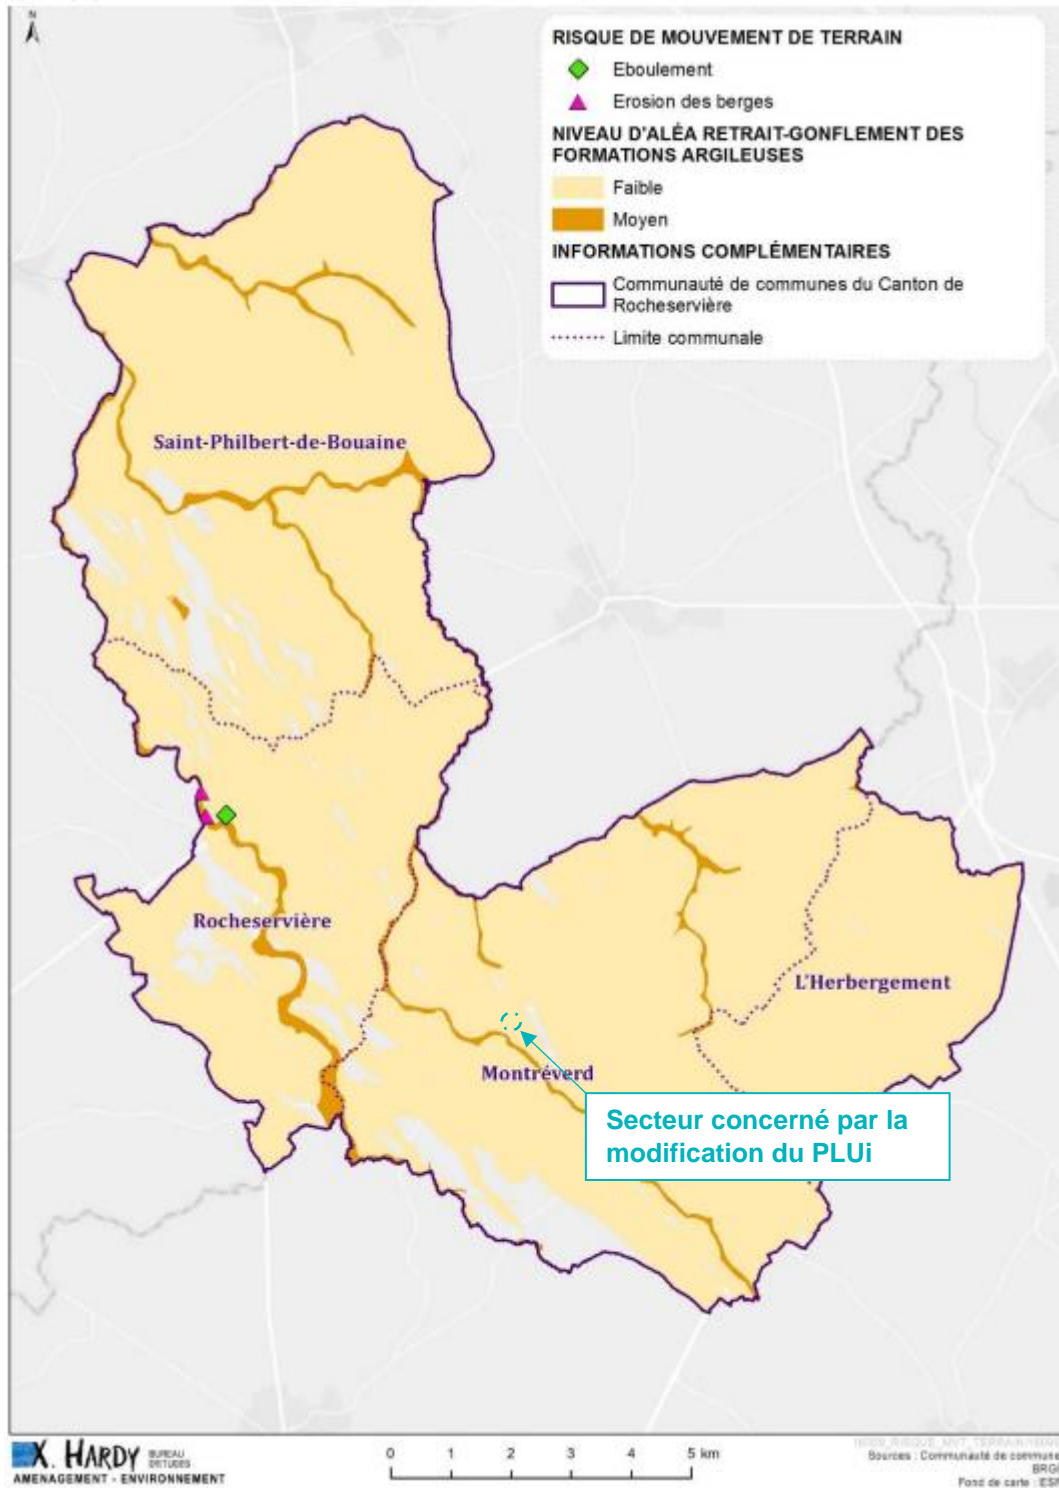 N
RISQUE DE MOUVEMENT DE TERRAIN
Eboulement
Erosion des berges
NIVEAU D'ALÉA RETRAIT-GONFLEMENT DES
FORMATIONS ARGILEUSES
Faible
Moyen
INFORMATIONS COMPLÉMENTAIRES
Communauté de communes du Canton de
Rocheservière
Limite communale
Saint-Philbert-de-Bouaine
Rocheservière
L'Herbergement
Montréverd
Secteur concerné par la
modification du PLUi
X. HARDY BUREAU
D'ETUDES
AMENAGEMENT - ENVIRONNEMENT
0 1 2 3 4 5 km
Sources : Communauté de commune
BRG
Fond de carte : ESR